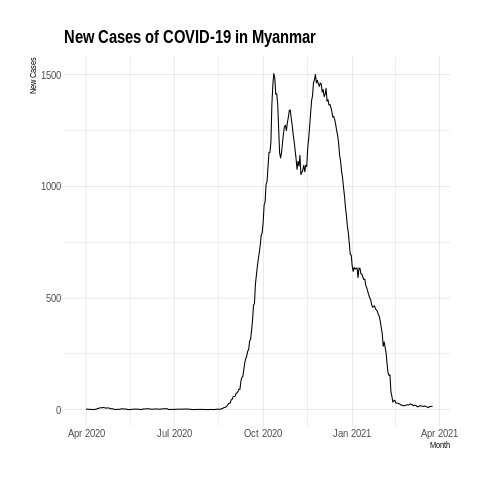 New Cases of COVID-19 in Myanmar
New Cases
1500
1000
500
0
Apr 2020 Jul 2020 Oct 2020 Jan 2021 Apr 2021
Month